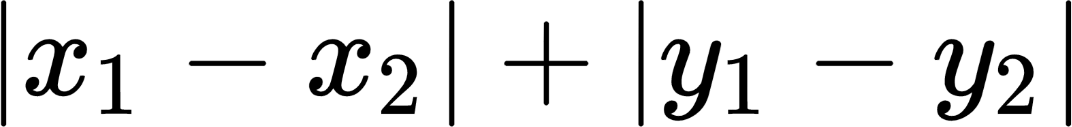 |x₁ − x₂| + |y₁ − y₂|